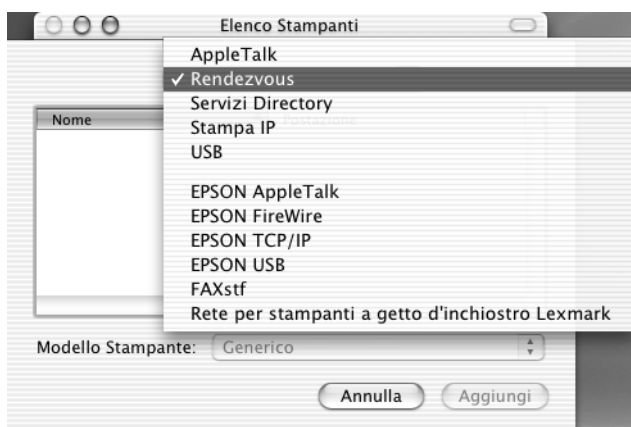 Elenco Stampanti
AppleTalk
✓ Rendezvous
Servizi Directory
Nome
Postazione
Stampa IP
USB
EPSON AppleTalk
EPSON FireWire
EPSON TCP/IP
EPSON USB
FAXstf
Rete per stampanti a getto d'inchiostro Lexmark
Modello Stampante: Generico
Annulla Aggiungi